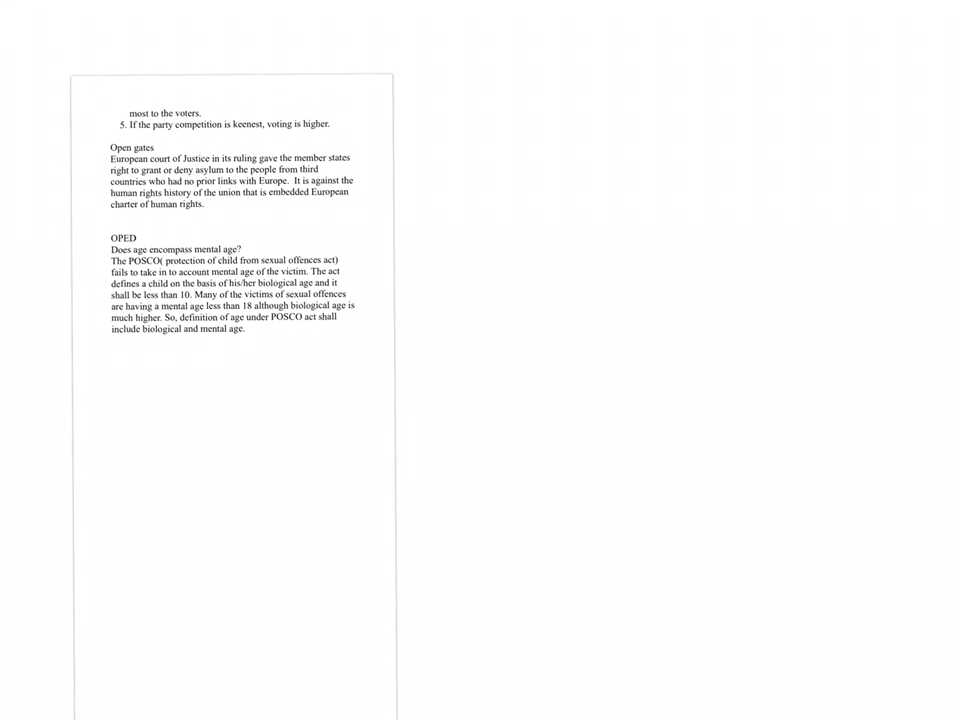 most to the voters.
5. If the party competition is keenest, voting is higher.
Open gates
European court of Justice in its ruling gave the member states
right to grant or deny asylum to the people from third
countries who had no prior links with Europe. It is against the
human rights history of the union that is embedded European
charter of human rights.
OPED
Does age encompass mental age?
The POSCO( protection of child from sexual offences act)
fails to take in to account mental age of the victim. The act
defines a child on the basis of his/her biological age and it
shall be less than 10. Many of the victims of sexual offences
are having a mental age less than 18 although biological age is
much higher. So, definition of age under POSCO act shall
include biological and mental age.